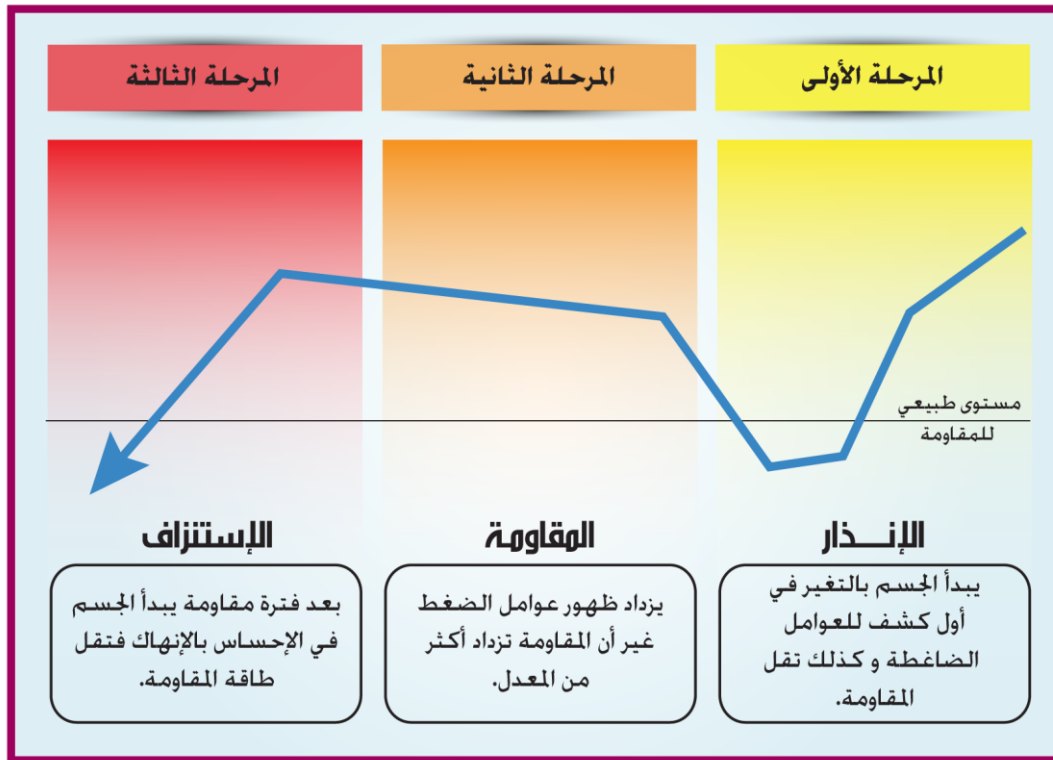 المرحلة الأولى
المرحلة الثانية
المرحلة الثالثة
مستوى طبيعي
للمقاومة
الإنـــذار
يبدأ الجسم بالتغير في
أول كشف للعوامل
الضاغطة و كذلك تقل
المقاومة.
المقاومة
يزداد ظهور عوامل الضغط
غير أن المقاومة تزداد أكثر
من المعدل.
الإستنزاف
بعد فترة مقاومة يبدأ الجسم
في الإحساس بالإنهاك فتقل
طاقة المقاومة.